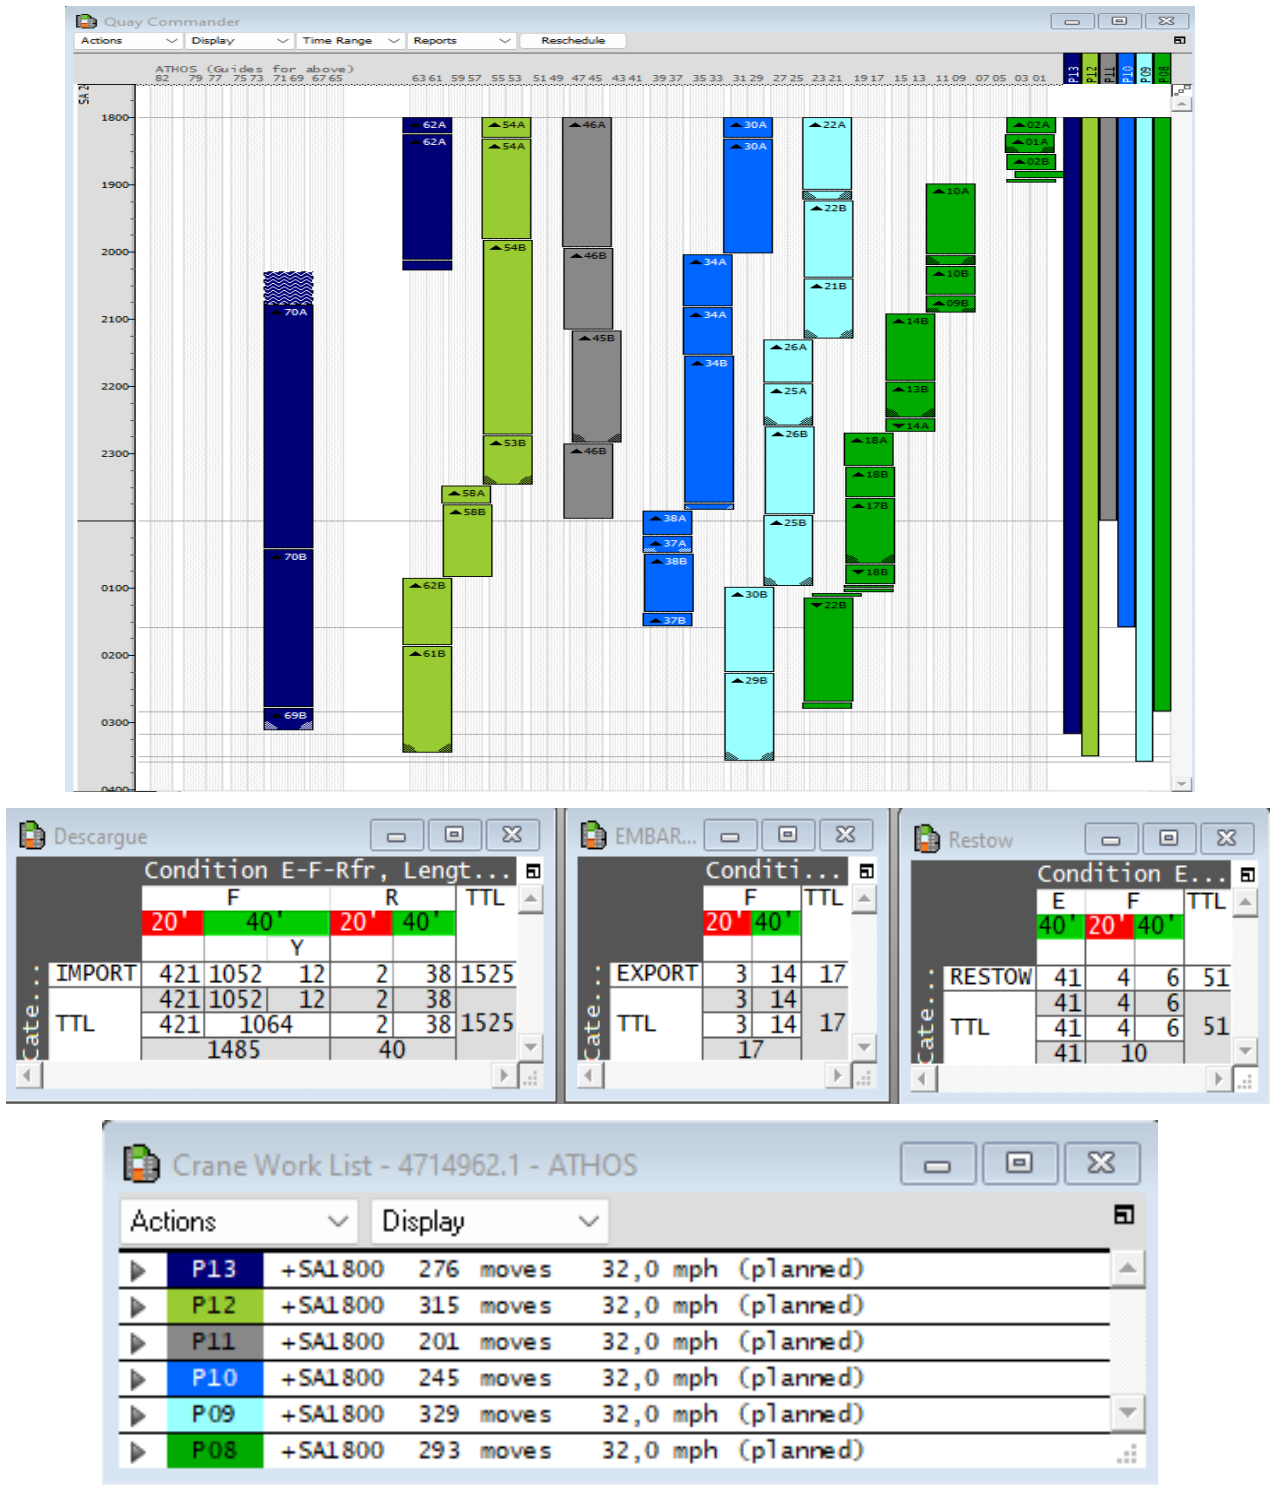 Quay Commander
Actions Display Time Range Reports Reschedule
ATHOS (Guides for above)
82 79 77 75 73 71 69 67 65 63 61 59 57 55 53 51 49 47 45 43 41 39 37 35 33 31 29 27 25 23 21 19 17 15 13 11 09 07 05 03 01
P13 P12 P11 P10 P09 P08
1800 62A 54A 46A 30A 22A 02A
62A 54A 30A 01A
02B
1900 10A
22B
2000 54B 46B 34A
10B
21B
09B
2100 70A 34A 14B
45B 26A
34B
2200 25A 13B
14A
26B
53B 18A
2300 46B
18B
58A
58B 17B
38A 25B
37A
70B 38B
18B
0100 62B 30B
22B
37B
0200 61B
29B
69B
0300
0400
Descargue
Condition E-F-Rfr, Lengt...
F R TTL
20' 40' 20' 40'
Y
IMPORT 421 1052 12 2 38 1525
421 1052 12 2 38
TTL 421 1064 2 38 1525
1485 40
Cate...
EMBAR...
Conditi...
F TTL
20' 40'
EXPORT 3 14 17
3 14
TTL 3 14 17
17
Cate...
Restow
Condition E...
E F TTL
40' 20' 40'
RESTOW 41 4 6 51
41 4 6
TTL 41 4 6 51
41 10
Cate...
Crane Work List - 4714962.1 - ATHOS
Actions Display
P13 +SA1800 276 moves 32,0 mph (planned)
P12 +SA1800 315 moves 32,0 mph (planned)
P11 +SA1800 201 moves 32,0 mph (planned)
P10 +SA1800 245 moves 32,0 mph (planned)
P09 +SA1800 329 moves 32,0 mph (planned)
P08 +SA1800 293 moves 32,0 mph (planned)